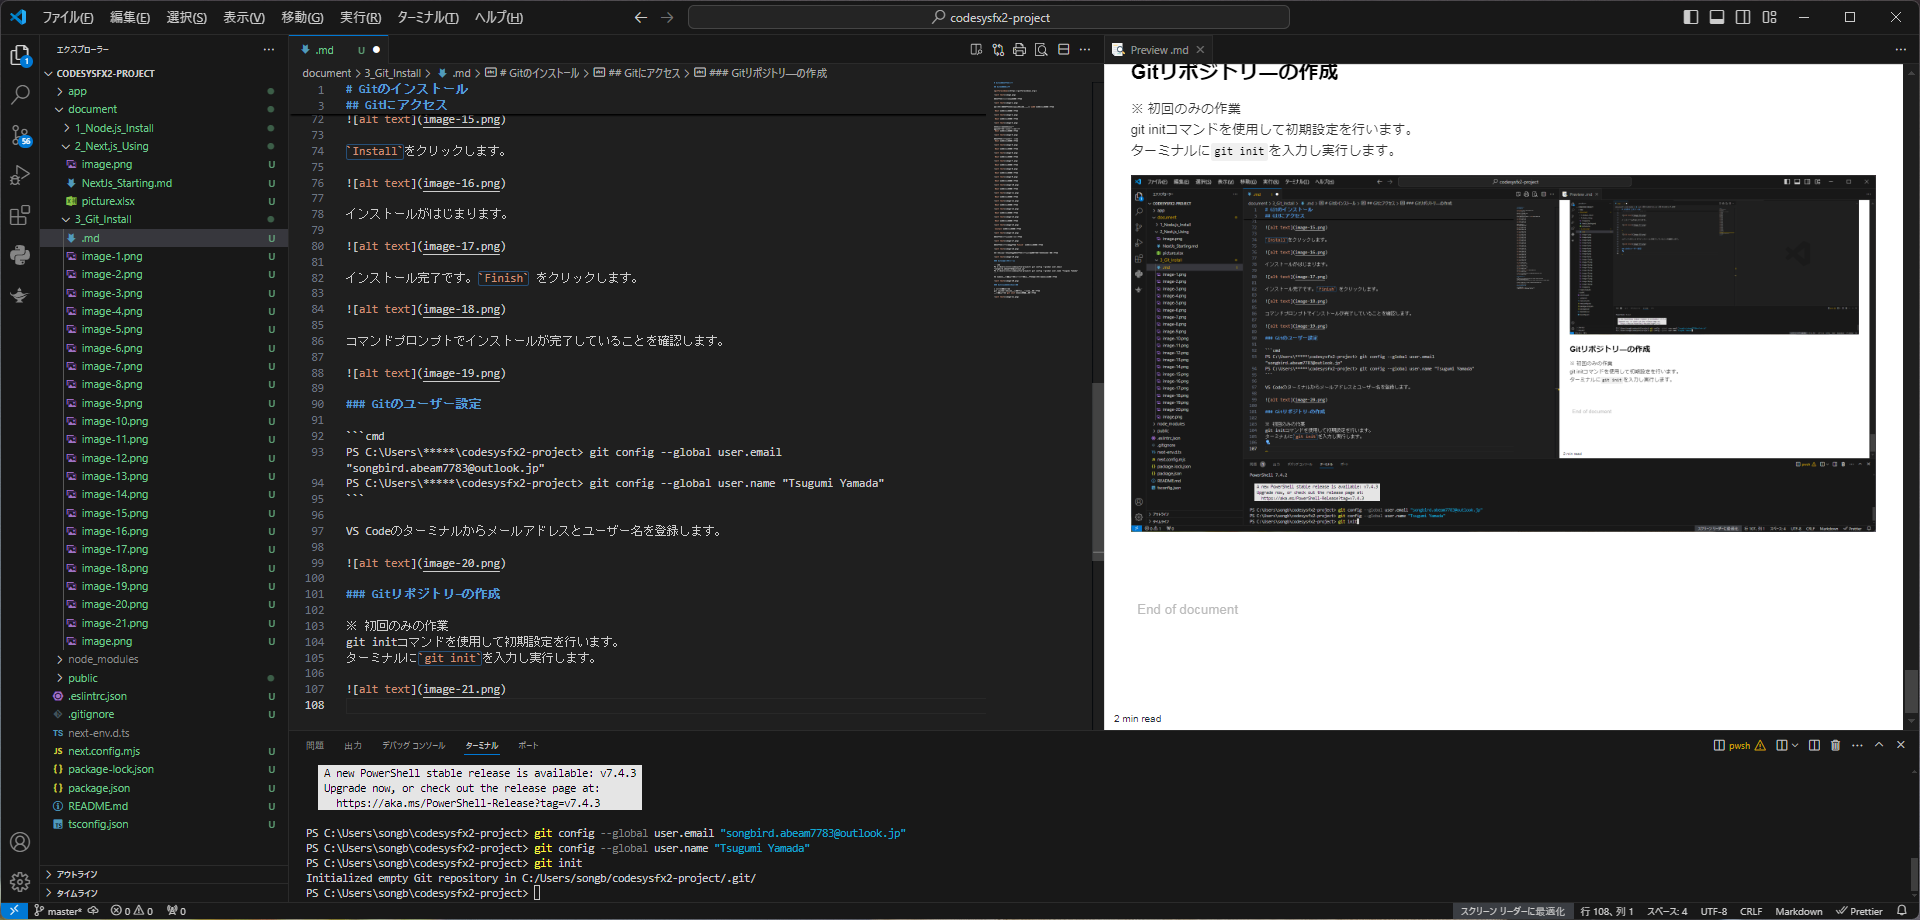 ファイル(F) 編集(E) 選択(S) 表示(V) 移動(G) 実行(R) ターミナル(T) ヘルプ(H)
codesysfx2-project
エクスプローラー
CODESYSFX2-PROJECT
app
document
1_Node.js_Install
2_Next.js_Using
image.png U
NextJs_Starting.md U
picture.xlsx U
3_Git_Install
.md U
image-1.png U
image-2.png U
image-3.png U
image-4.png U
image-5.png U
image-6.png U
image-7.png U
image-8.png U
image-9.png U
image-10.png U
image-11.png U
image-12.png U
image-13.png U
image-14.png U
image-15.png U
image-16.png U
image-17.png U
image-18.png U
image-19.png U
image-20.png U
image-21.png U
image.png U
node_modules
public
.eslintrc.json U
.gitignore U
next-env.d.ts
next.config.mjs U
package-lock.json U
package.json U
README.md U
tsconfig.json U
アウトライン
タイムライン
1
56
.md U
document > 3_Git_Install > .md > # Gitのインストール > ## Gitにアクセス > ### Gitリポジトリーの作成
1 # Gitのインストール
3 ## Gitにアクセス
72 ![alt text](image-15.png)
73
74 `Install`をクリックします。
75
76 ![alt text](image-16.png)
77
78 インストールがはじまります。
79
80 ![alt text](image-17.png)
81
82 インストール完了です。`Finish` をクリックします。
83
84 ![alt text](image-18.png)
85
86 コマンドプロンプトでインストールが完了していることを確認します。
87
88 ![alt text](image-19.png)
89
90 ### Gitのユーザー設定
91
92 ```cmd
93 PS C:\Users\*****\codesysfx2-project> git config --global user.email
"songbird.abeam7783@outlook.jp"
94 PS C:\Users\*****\codesysfx2-project> git config --global user.name "Tsugumi Yamada"
95 ```
96
97 VS Codeのターミナルからメールアドレスとユーザー名を登録します。
98
99 ![alt text](image-20.png)
100
101 ### Gitリポジトリーの作成
102
103 ※ 初回のみの作業
104 git initコマンドを使用して初期設定を行います。
105 ターミナルに`git init`を入力し実行します。
106
107 ![alt text](image-21.png)
108
Preview .md
Gitリポジトリーの作成
※ 初回のみの作業
git initコマンドを使用して初期設定を行います。
ターミナルに git init を入力し実行します。
End of document
2 min read
問題 出力 デバッグ コンソール ターミナル ポート
pwsh
A new PowerShell stable release is available: v7.4.3
Upgrade now, or check out the release page at:
https://aka.ms/PowerShell-Release?tag=v7.4.3
PS C:\Users\songb\codesysfx2-project> git config --global user.email "songbird.abeam7783@outlook.jp"
PS C:\Users\songb\codesysfx2-project> git config --global user.name "Tsugumi Yamada"
PS C:\Users\songb\codesysfx2-project> git init
Initialized empty Git repository in C:/Users/songb/codesysfx2-project/.git/
PS C:\Users\songb\codesysfx2-project>
master* 0 0 0
スクリーン リーダーに最適化 行 108、列 1 スペース: 4 UTF-8 CRLF Markdown Prettier